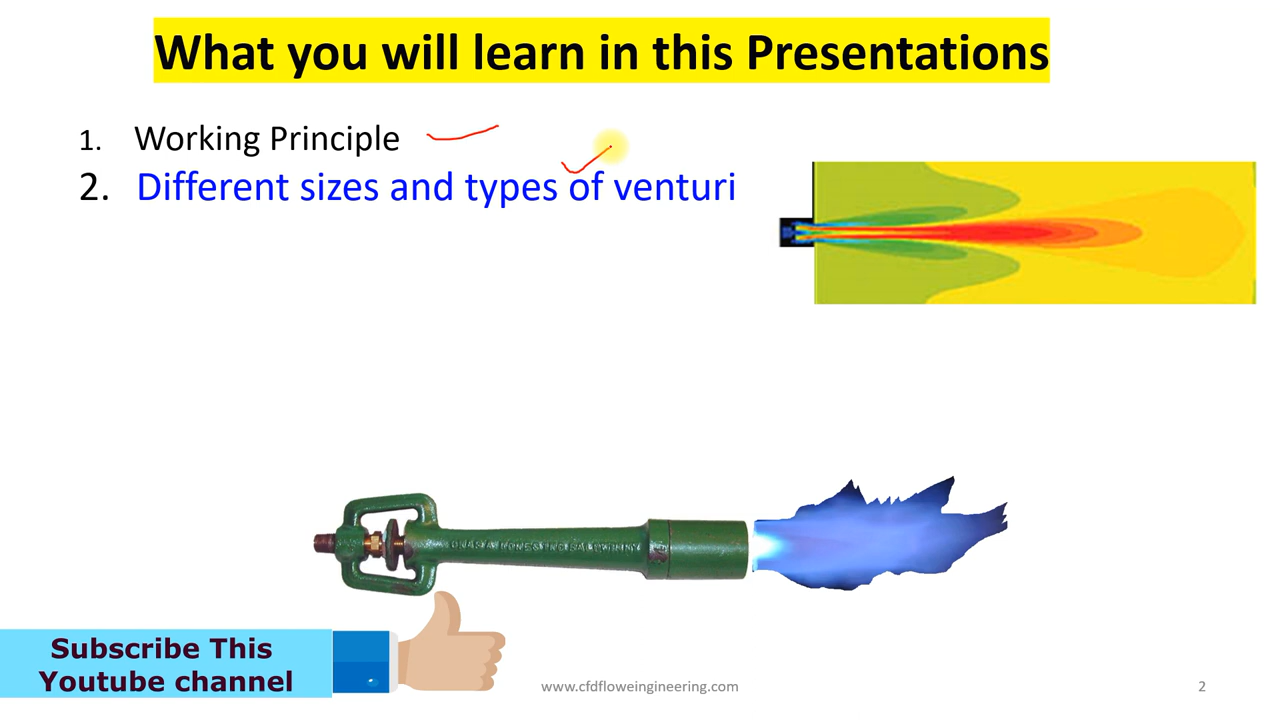 What you will learn in this Presentations
1. Working Principle
2. Different sizes and types of venturi
Subscribe This
Youtube channel
www.cfdfloweingineering.com
2